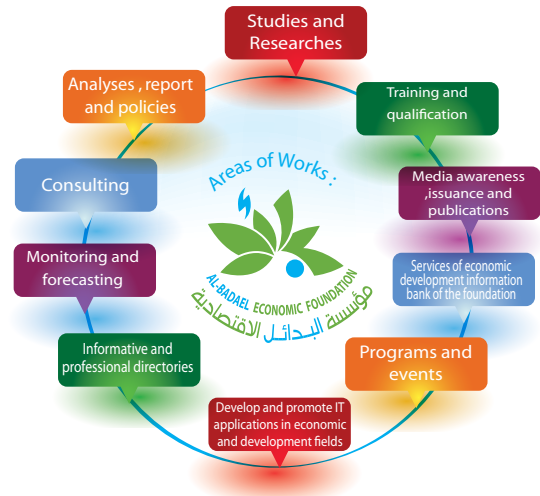 Studies and
Researches
Analyses , report
and policies
Training and
qualification
Areas of Works :
Consulting
Media awareness
,issuance and
publications
Monitoring and
forecasting
Services of economic
development information
bank of the foundation
AL-BADAEL ECONOMIC FOUNDATION
مؤسسة البدائل الاقتصادية
Informative and
professional directories
Programs and
events
Develop and promote IT
applications in economic
and development fields